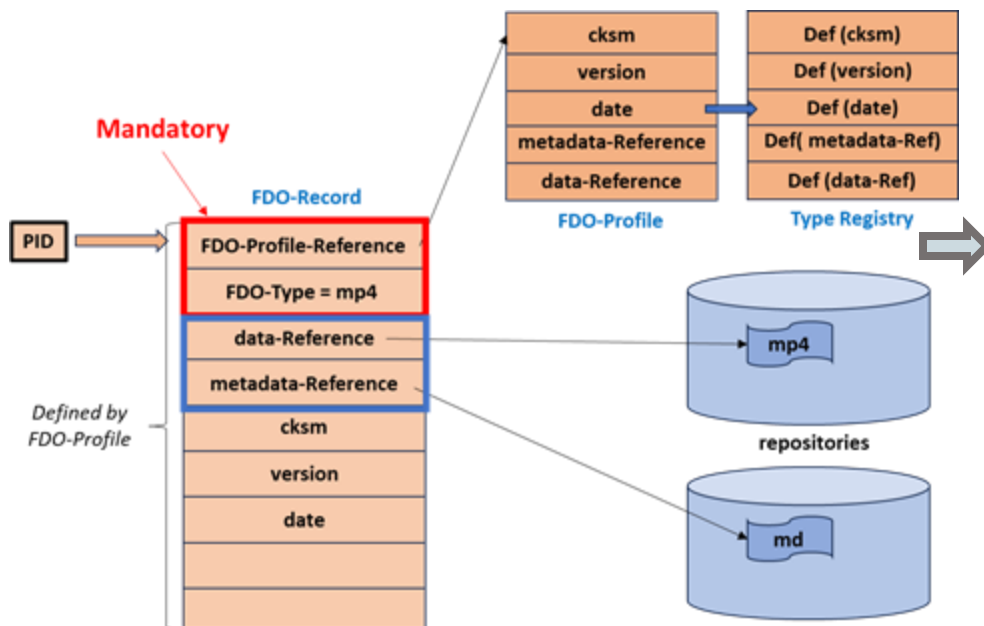 Mandatory
FDO-Record
PID
FDO-Profile-Reference
FDO-Type = mp4
data-Reference
metadata-Reference
cksm
version
date
Defined by
FDO-Profile
cksm
version
date
metadata-Reference
data-Reference
FDO-Profile
Def (cksm)
Def (version)
Def (date)
Def( metadata-Ref)
Def (data-Ref)
Type Registry
mp4
repositories
md